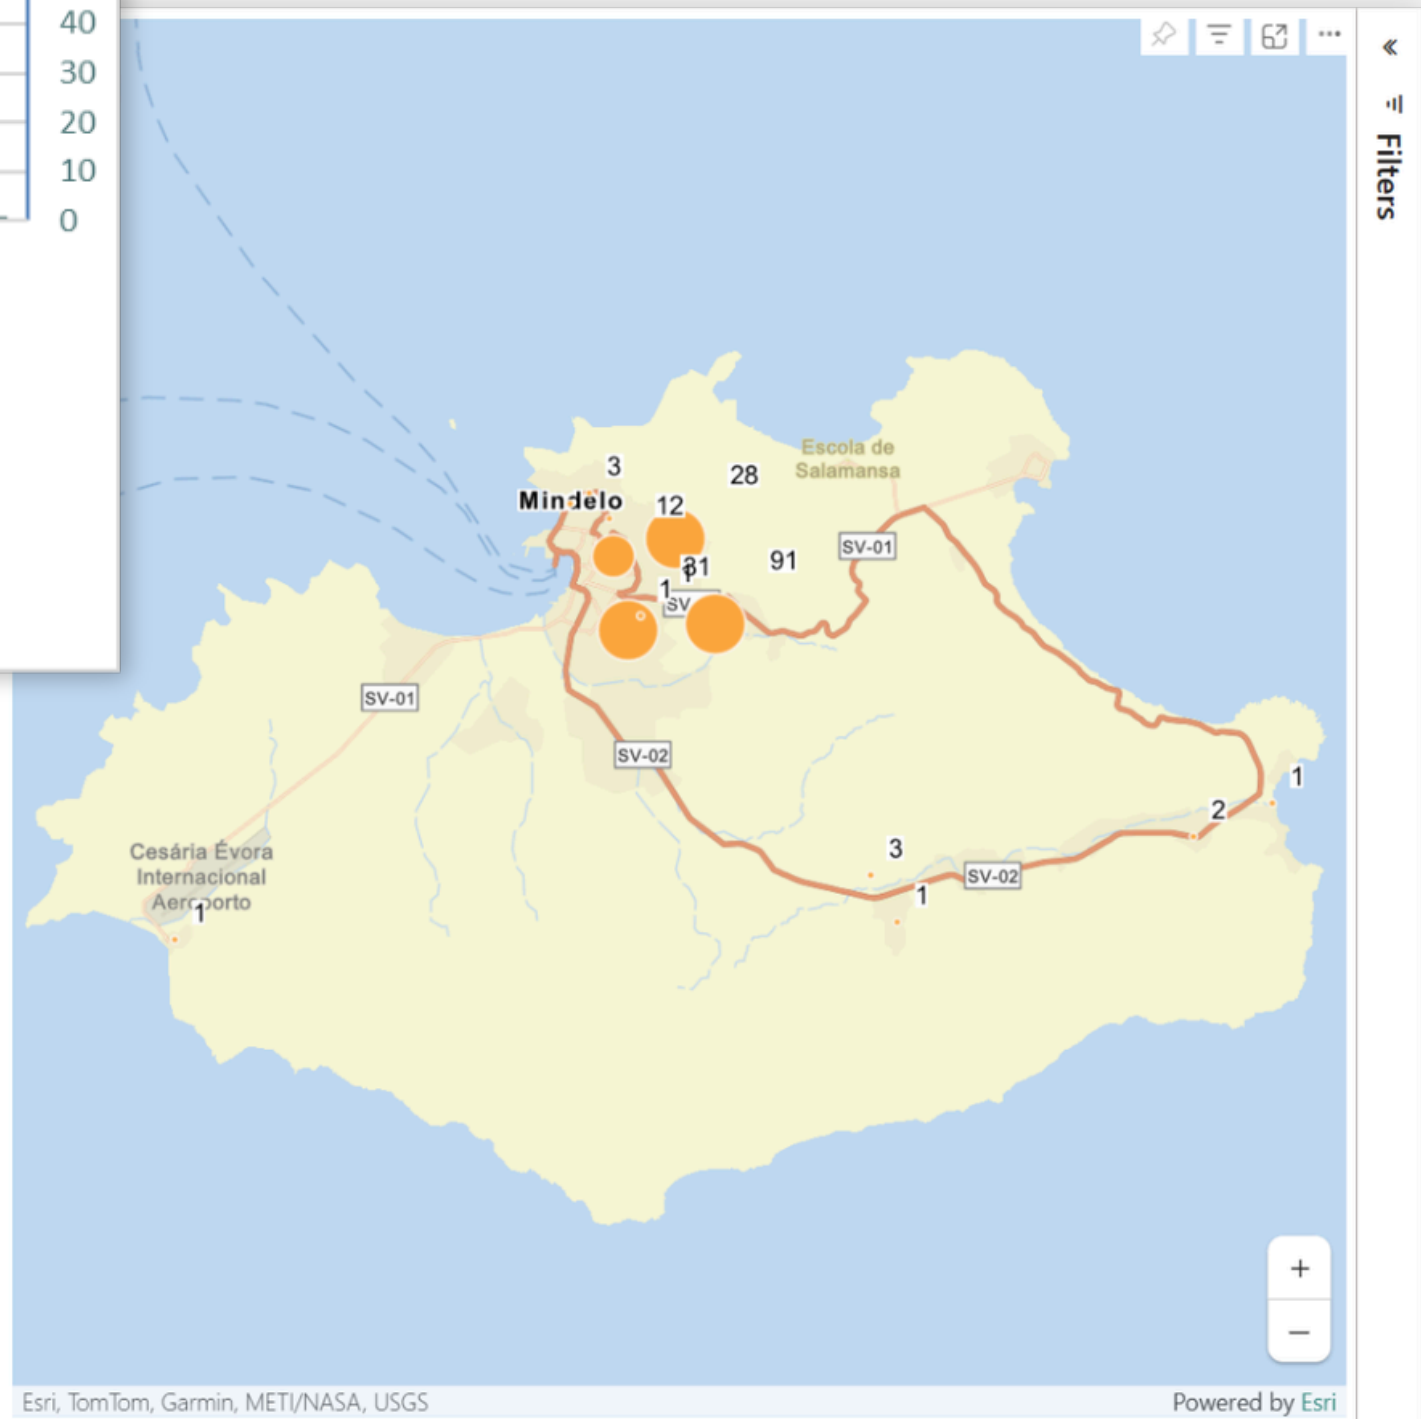 40
30
20
10
0
Filters
Escola de
Salamansa
3
28
Mindelo
12
SV-01
91
1
SV
SV-01
SV-02
1
2
Cesária Évora
Internacional
Aeroporto
3
SV-02
1
1
+
−
Esri, TomTom, Garmin, METI/NASA, USGS
Powered by Esri